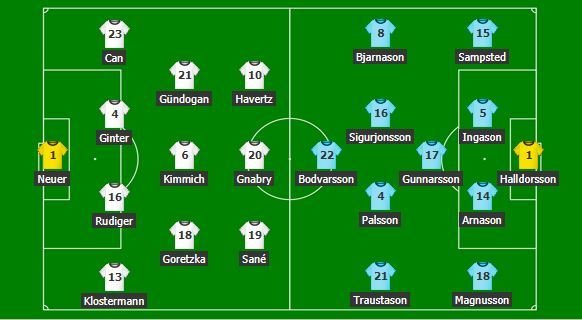 23
Can
4
Ginter
1
Neuer
16
Rudiger
13
Klostermann
21
Gündogan
6
Kimmich
18
Goretzka
10
Havertz
20
Gnabry
19
Sané
22
Bodvarsson
8
Bjarnason
16
Sigurjonsson
4
Palsson
21
Traustason
17
Gunnarsson
15
Sampsted
5
Ingason
14
Arnason
18
Magnusson
1
Halldorsson